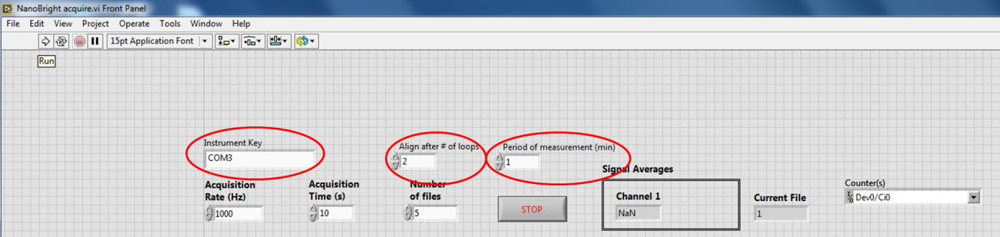 NanoBright acquire.vi Front Panel
File Edit View Project Operate Tools Window Help
15pt Application Font
Run
Instrument Key
COM3
Align after # of loops
2
Period of measurement (min)
1
Acquisition
Rate (Hz)
1000
Acquisition
Time (s)
10
Number
of files
5
STOP
Signal Averages
Channel 1
NaN
Current File
1
Counter(s)
Dev0/Ci0